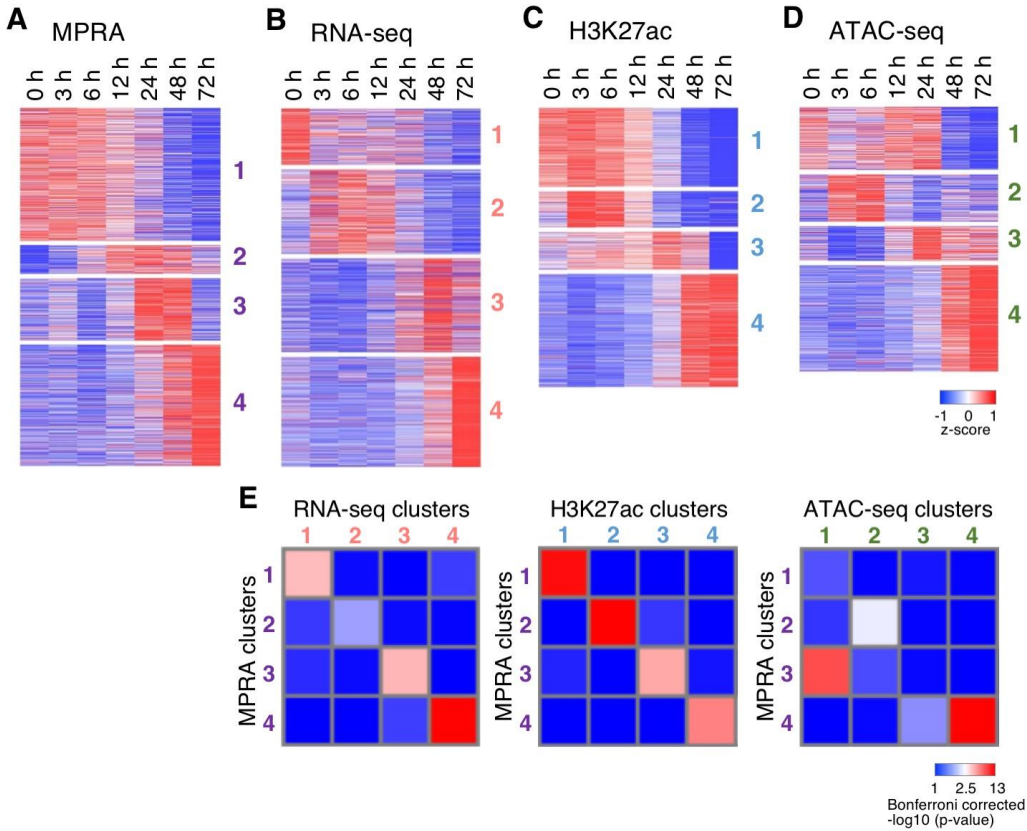 A MPRA
0 h 3 h 6 h 12 h 24 h 48 h 72 h
1
2
3
4
B RNA-seq
0 h 3 h 6 h 12 h 24 h 48 h 72 h
1
2
3
4
C H3K27ac
0 h 3 h 6 h 12 h 24 h 48 h 72 h
1
2
3
4
D ATAC-seq
0 h 3 h 6 h 12 h 24 h 48 h 72 h
1
2
3
4
-1 0 1
z-score
E
RNA-seq clusters
1 2 3 4
MPRA clusters
1
2
3
4
H3K27ac clusters
1 2 3 4
MPRA clusters
1
2
3
4
ATAC-seq clusters
1 2 3 4
MPRA clusters
1
2
3
4
1 2.5 13
Bonferroni corrected
-log10 (p-value)